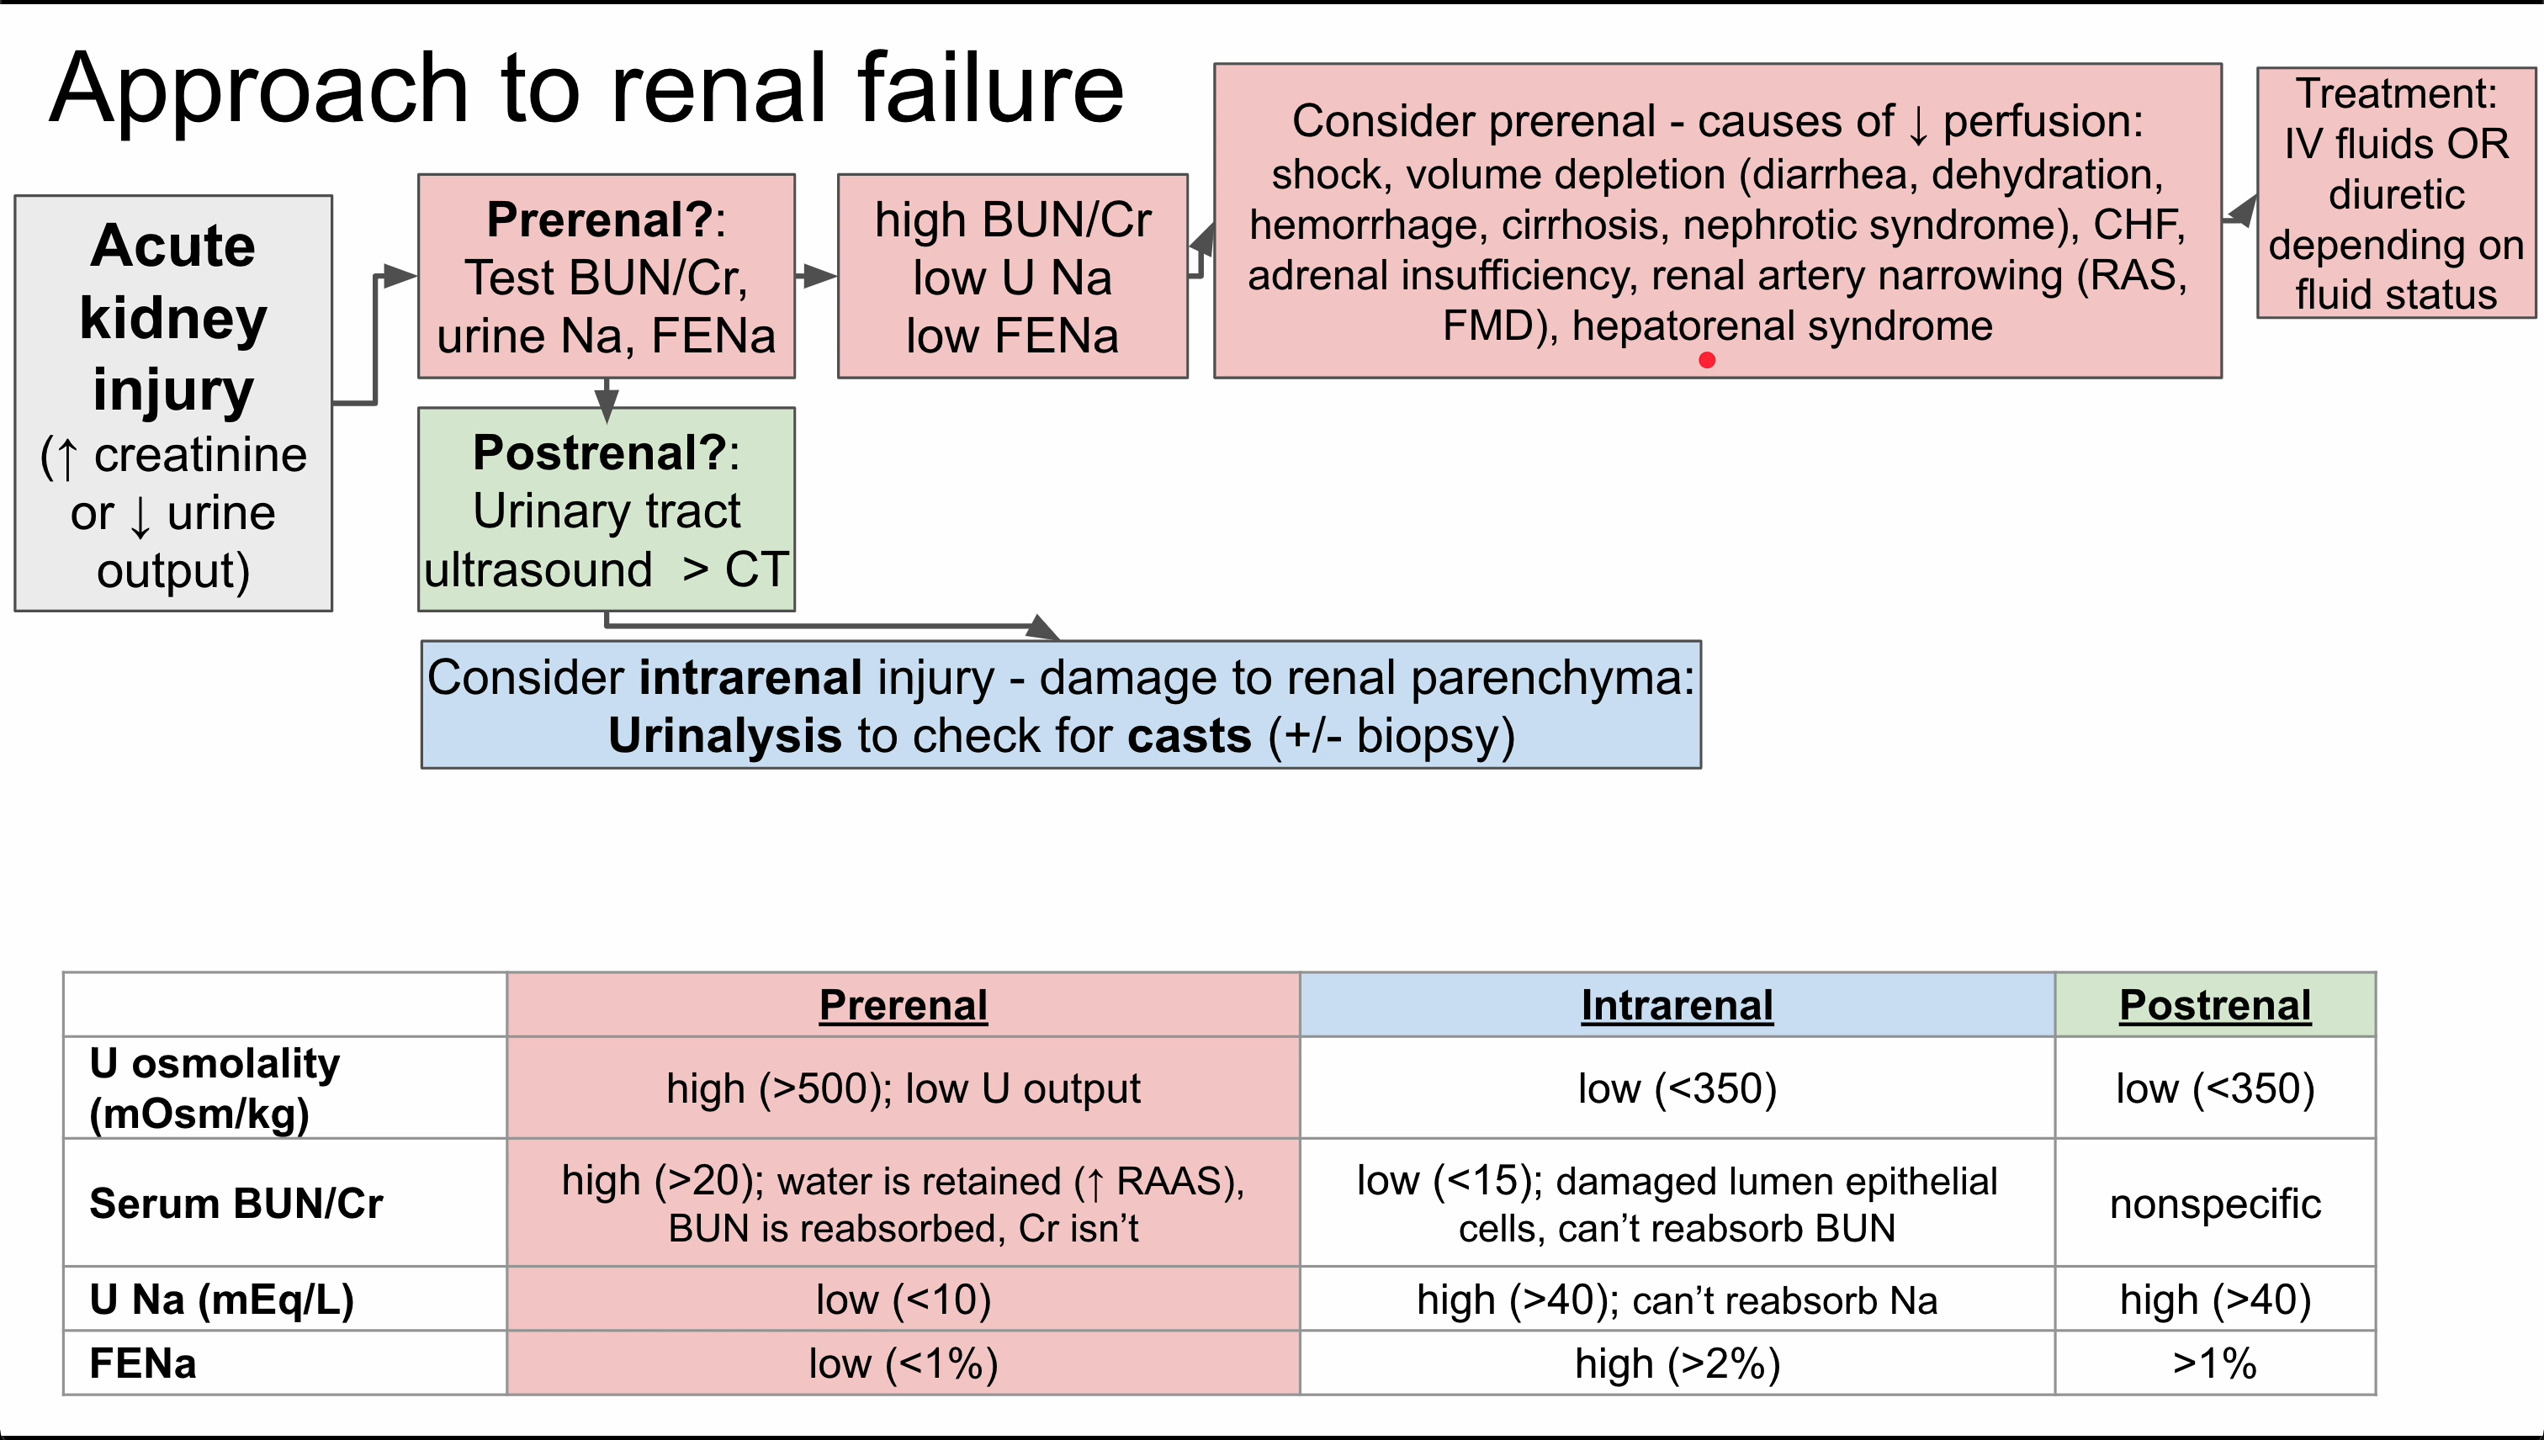 Approach to renal failure
Acute
kidney
injury
(↑ creatinine
or ↓ urine
output)
Prerenal?:
Test BUN/Cr,
urine Na, FENa
high BUN/Cr
low U Na
low FENa
Consider prerenal - causes of ↓ perfusion:
shock, volume depletion (diarrhea, dehydration,
hemorrhage, cirrhosis, nephrotic syndrome), CHF,
adrenal insufficiency, renal artery narrowing (RAS,
FMD), hepatorenal syndrome
Treatment:
IV fluids OR
diuretic
depending on
fluid status
Postrenal?:
Urinary tract
ultrasound > CT
Consider intrarenal injury - damage to renal parenchyma:
Urinalysis to check for casts (+/- biopsy)
Prerenal
Intrarenal
Postrenal
U osmolality
(mOsm/kg)
high (>500); low U output
low (<350)
low (<350)
Serum BUN/Cr
high (>20); water is retained (↑ RAAS),
BUN is reabsorbed, Cr isn’t
low (<15); damaged lumen epithelial
cells, can’t reabsorb BUN
nonspecific
U Na (mEq/L)
low (<10)
high (>40); can’t reabsorb Na
high (>40)
FENa
low (<1%)
high (>2%)
>1%